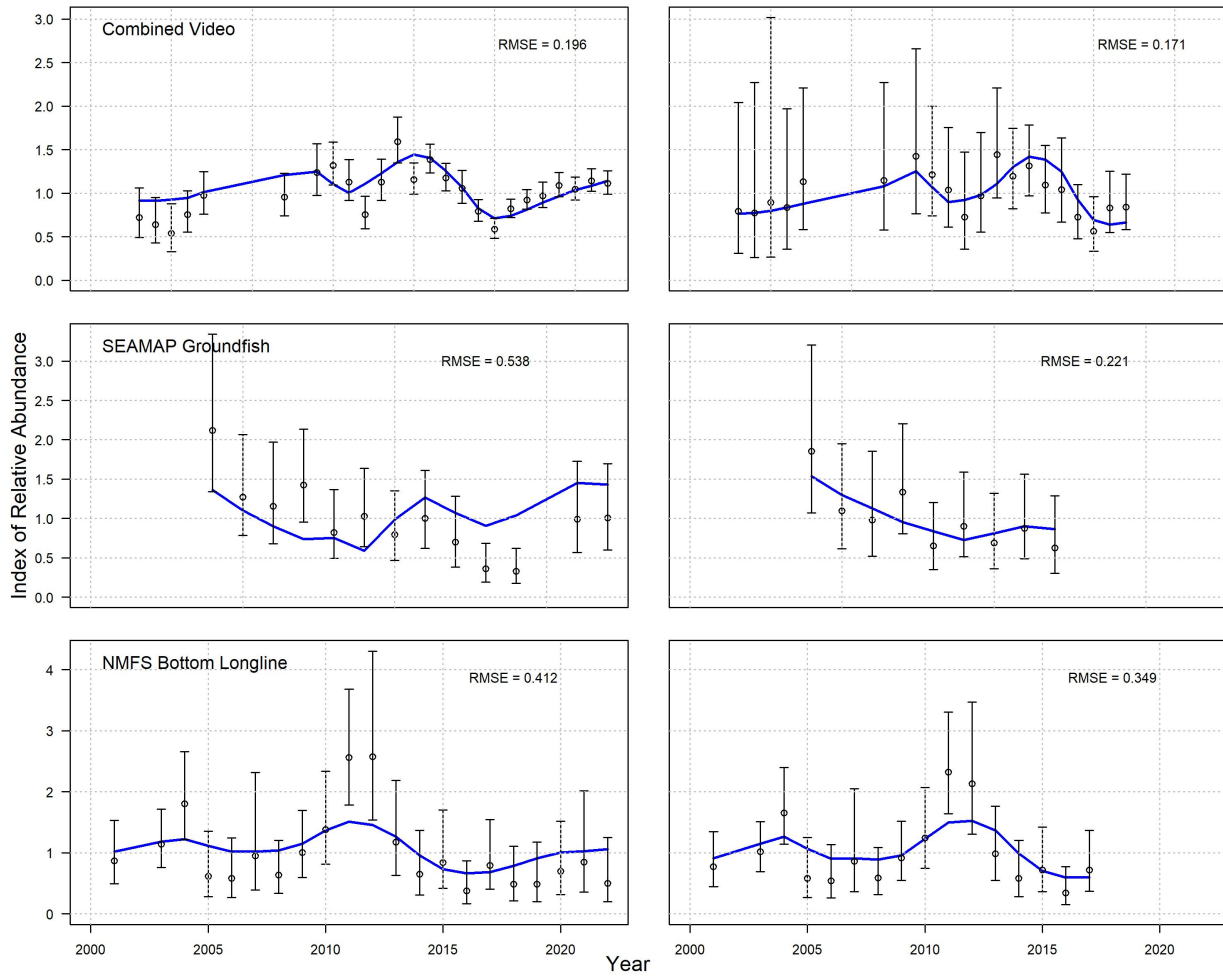 Combined Video
RMSE = 0.196
RMSE = 0.171
3.0
2.5
2.0
1.5
1.0
0.5
0.0
SEAMAP Groundfish
RMSE = 0.538
RMSE = 0.221
3.0
2.5
2.0
1.5
1.0
0.5
0.0
Index of Relative Abundance
NMFS Bottom Longline
RMSE = 0.412
RMSE = 0.349
4
3
2
1
0
2000 2005 2010 2015 2020
2000 2005 2010 2015 2020
Year